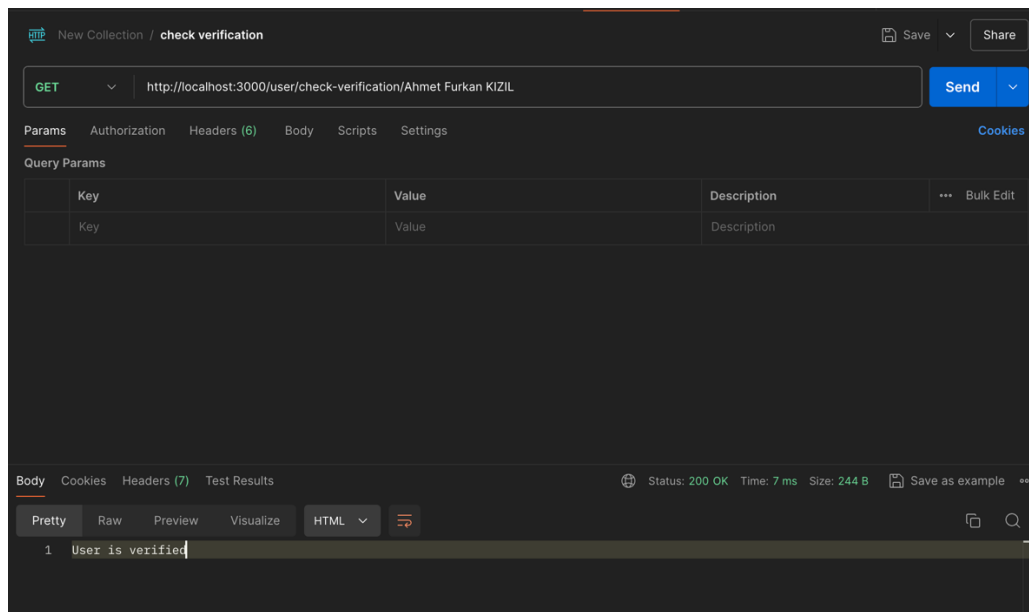 HTTP New Collection / check verification Save Share
GET http://localhost:3000/user/check-verification/Ahmet Furkan KIZIL Send
Params Authorization Headers (6) Body Scripts Settings Cookies
Query Params
Key Value Description ••• Bulk Edit
Key Value Description
Body Cookies Headers (7) Test Results Status: 200 OK Time: 7 ms Size: 244 B Save as example
Pretty Raw Preview Visualize HTML
1 User is verified